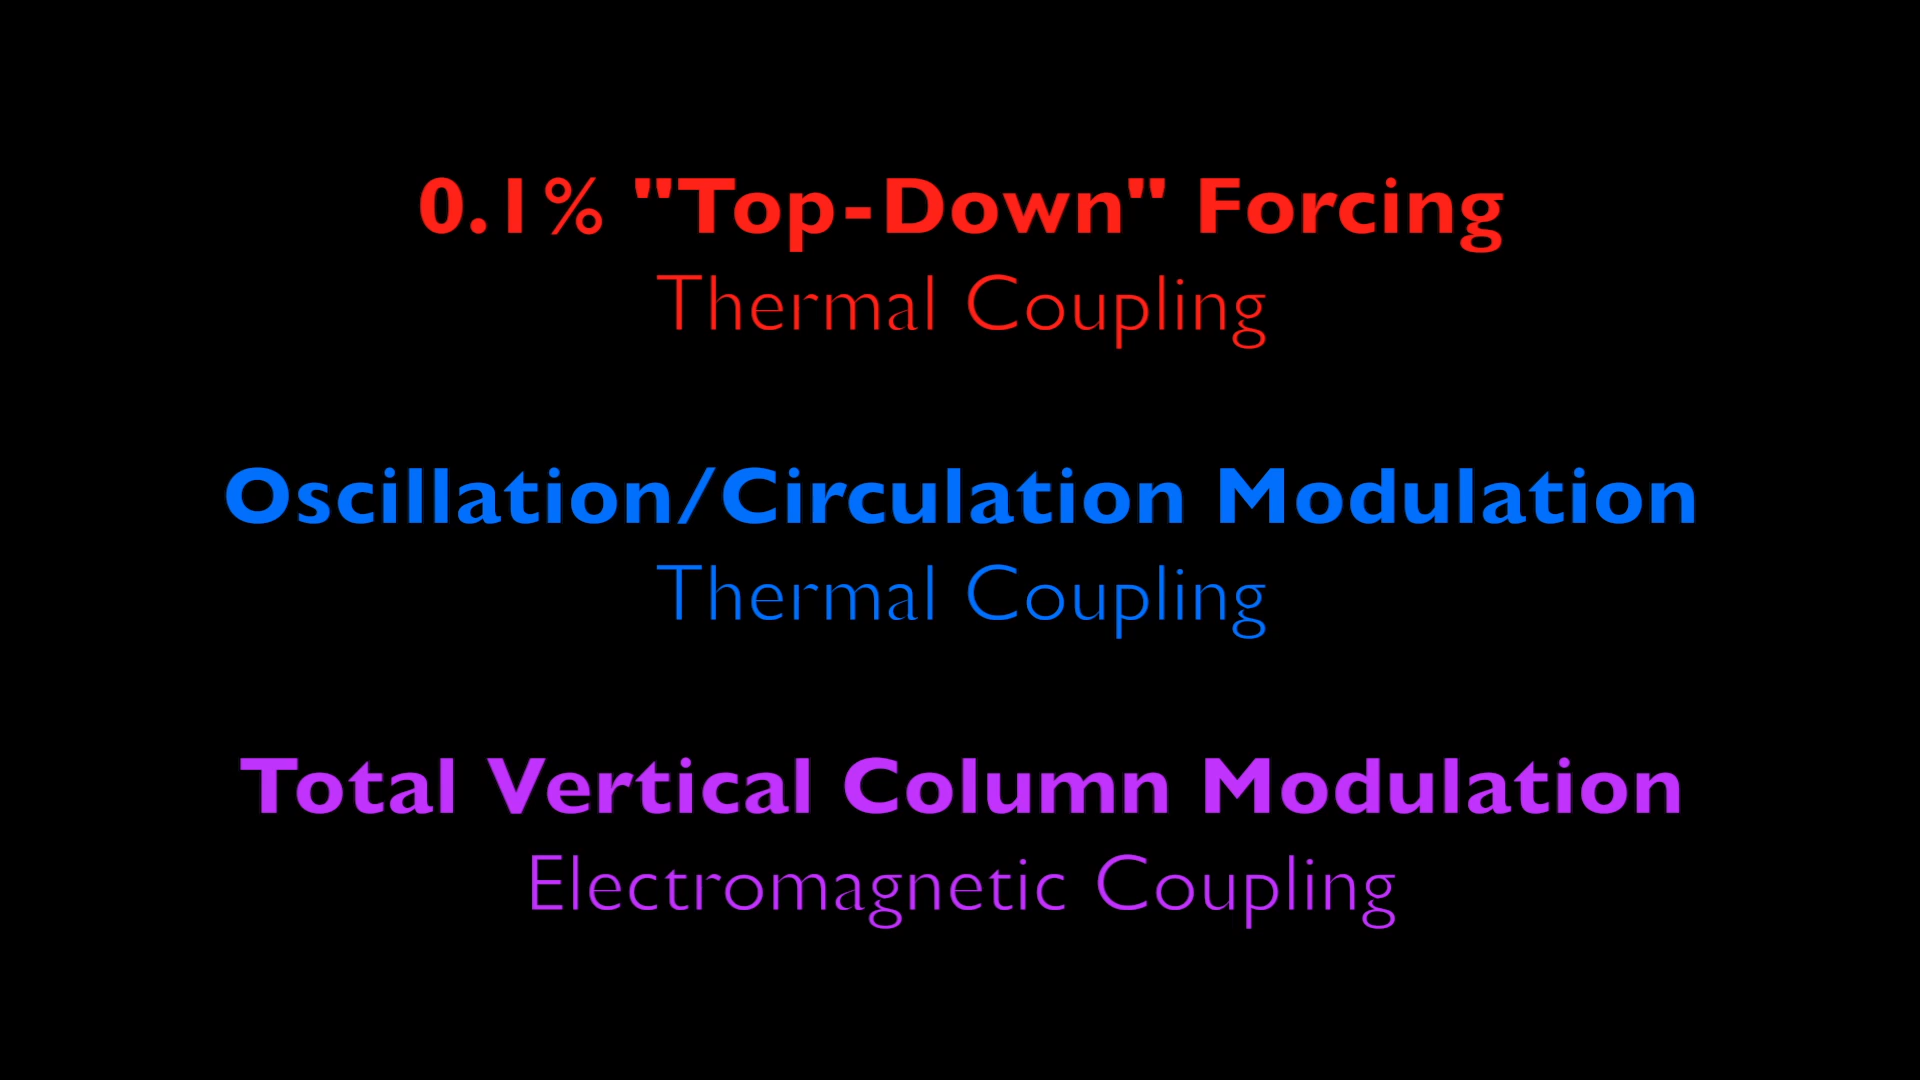 0.1% "Top-Down" Forcing
Thermal Coupling
Oscillation/Circulation Modulation
Thermal Coupling
Total Vertical Column Modulation
Electromagnetic Coupling